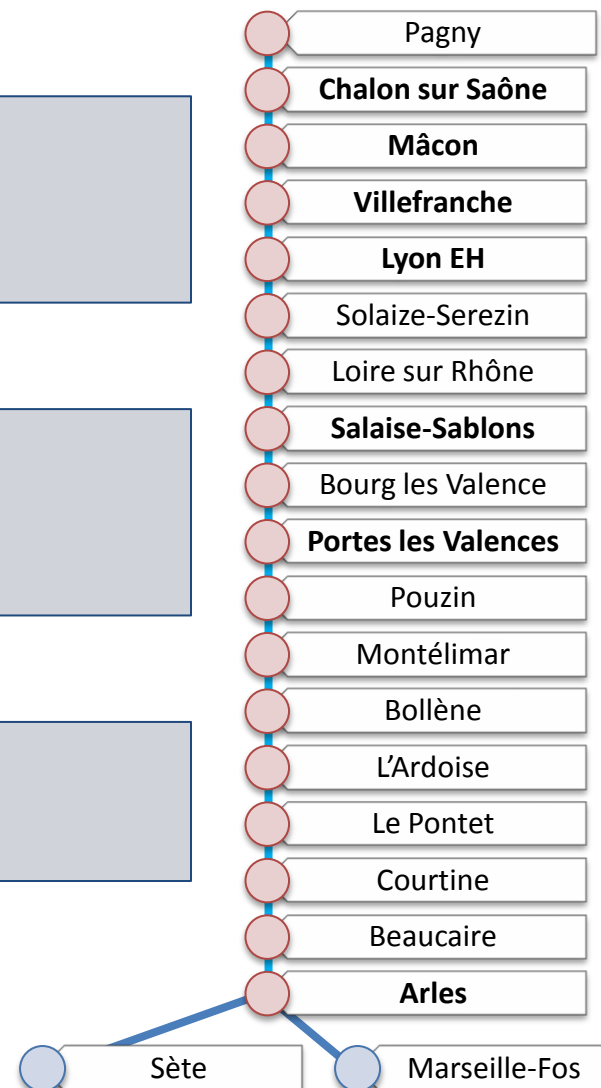 Pagny
Chalon sur Saône
Mâcon
Villefranche
Lyon EH
Solaize-Serezin
Loire sur Rhône
Salaise-Sablons
Bourg les Valence
Portes les Valences
Pouzin
Montélimar
Bollène
L’Ardoise
Le Pontet
Courtine
Beaucaire
Arles
Sète
Marseille-Fos